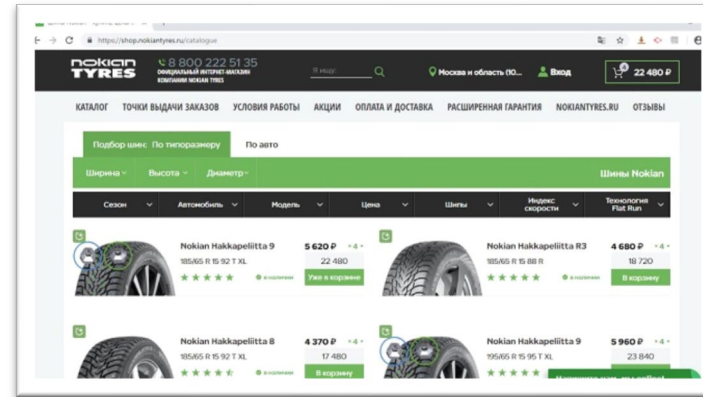 https://shop.nokiantyres.ru/catalogue
nokian TYRES
8 800 222 51 35
ОФИЦИАЛЬНЫЙ ИНТЕРНЕТ-МАГАЗИН
КОМПАНИИ NOKIAN TYRES
Я ищу:
Москва и область (10...
Вход
22 480 ₽
КАТАЛОГ ТОЧКИ ВЫДАЧИ ЗАКАЗОВ УСЛОВИЯ РАБОТЫ АКЦИИ ОПЛАТА И ДОСТАВКА РАСШИРЕННАЯ ГАРАНТИЯ NOKIANTYRES.RU ОТЗЫВЫ
Подбор шин: По типоразмеру По авто
Ширина Высота Диаметр Шины Nokian
Сезон Автомобиль Модель Цена Шипы Индекс скорости Технология Flat Run
Nokian Hakkapeliitta 9 5 620 ₽ 4
185/65 R 15 92 T XL 22 480
в наличии Уже в корзине
Nokian Hakkapeliitta R3 4 680 ₽ 4
185/65 R 15 88 R 18 720
в наличии В корзину
Nokian Hakkapeliitta 8 4 370 ₽ 4
185/65 R 15 92 T XL 17 480
в наличии В корзину
Nokian Hakkapeliitta 9 5 960 ₽ 4
195/65 R 15 95 T XL 23 840